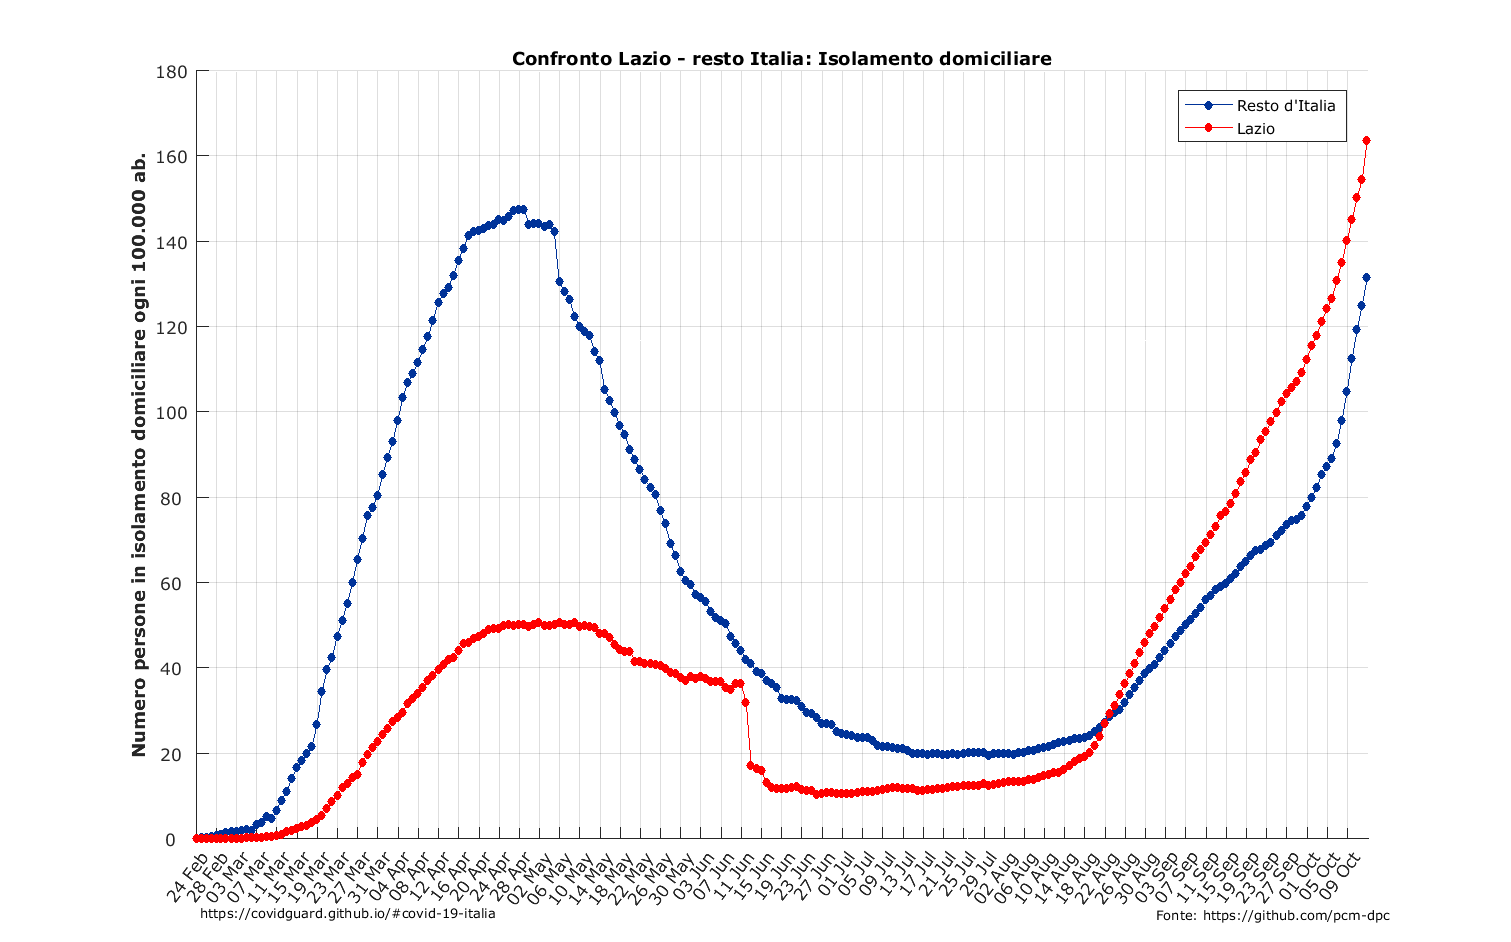 Confronto Lazio - resto Italia: Isolamento domiciliare
Numero persone in isolamento domiciliare ogni 100.000 ab.
180
160
140
120
100
80
60
40
20
0
Resto d'Italia
Lazio
24 Feb
28 Feb
03 Mar
07 Mar
11 Mar
15 Mar
19 Mar
23 Mar
27 Mar
31 Mar
04 Apr
08 Apr
12 Apr
16 Apr
20 Apr
24 Apr
28 Apr
02 May
06 May
10 May
14 May
18 May
22 May
26 May
30 May
03 Jun
07 Jun
11 Jun
15 Jun
19 Jun
23 Jun
27 Jun
01 Jul
05 Jul
09 Jul
13 Jul
17 Jul
21 Jul
25 Jul
29 Jul
02 Aug
06 Aug
10 Aug
14 Aug
18 Aug
22 Aug
26 Aug
30 Aug
03 Sep
07 Sep
11 Sep
15 Sep
19 Sep
23 Sep
27 Sep
01 Oct
05 Oct
09 Oct
https://covidguard.github.io/#covid-19-italia
Fonte: https://github.com/pcm-dpc